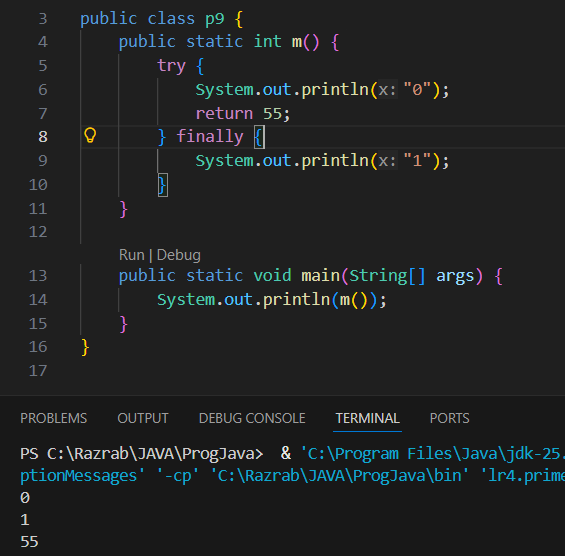 3 public class p9 {
4 public static int m() {
5 try {
6 System.out.println(x: "0");
7 return 55;
8 } finally {
9 System.out.println(x: "1");
10 }
11 }
12
Run | Debug
13 public static void main(String[] args) {
14 System.out.println(m());
15 }
16 }
17
PROBLEMS OUTPUT DEBUG CONSOLE TERMINAL PORTS
PS C:\Razrab\JAVA\ProgJava> & 'C:\Program Files\Java\jdk-25.
ptionMessages' '-cp' 'C:\Razrab\JAVA\ProgJava\bin' 'lr4.prime
0
1
55